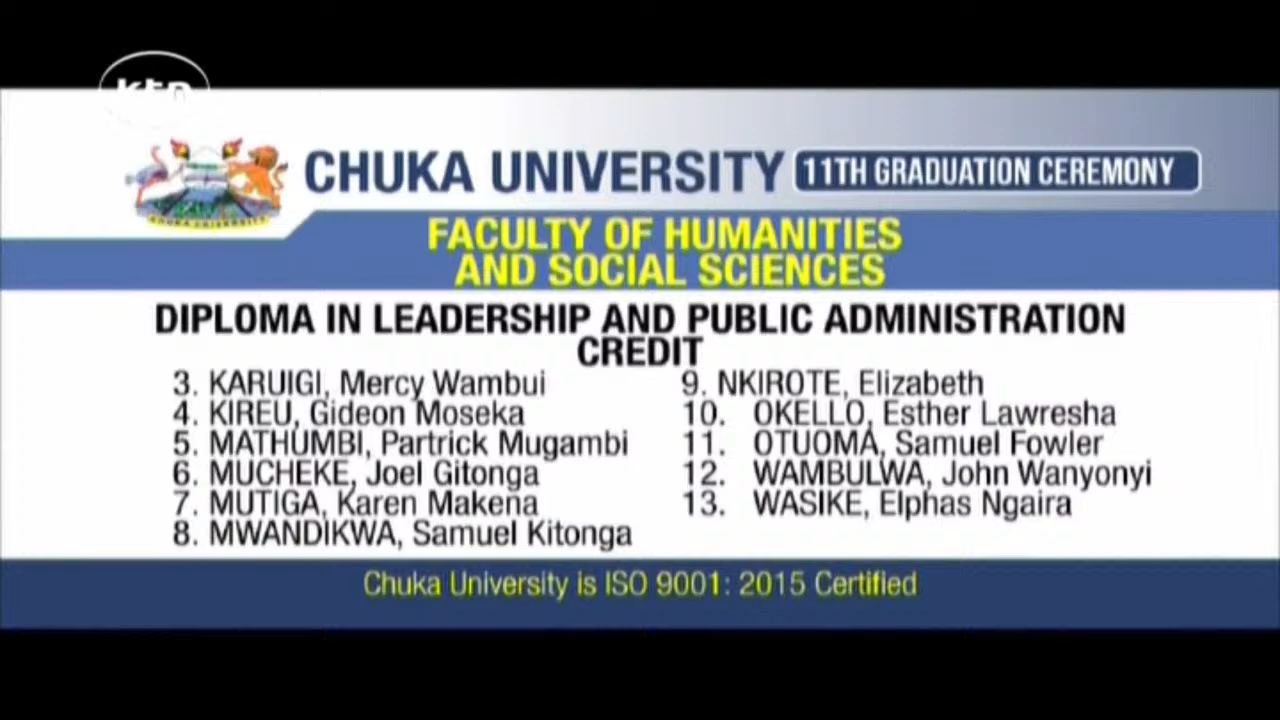 ktn
CHUKA UNIVERSITY
11TH GRADUATION CEREMONY
CHUKA UNIVERSITY
FACULTY OF HUMANITIES
AND SOCIAL SCIENCES
DIPLOMA IN LEADERSHIP AND PUBLIC ADMINISTRATION
CREDIT
3. KARUIGI, Mercy Wambui
4. KIREU, Gideon Moseka
5. MATHUMBI, Partrick Mugambi
6. MUCHEKE, Joel Gitonga
7. MUTIGA, Karen Makena
8. MWANDIKWA, Samuel Kitonga
9. NKIROTE, Elizabeth
10. OKELLO, Esther Lawresha
11. OTUOMA, Samuel Fowler
12. WAMBULWA, John Wanyonyi
13. WASIKE, Elphas Ngaira
Chuka University is ISO 9001: 2015 Certified